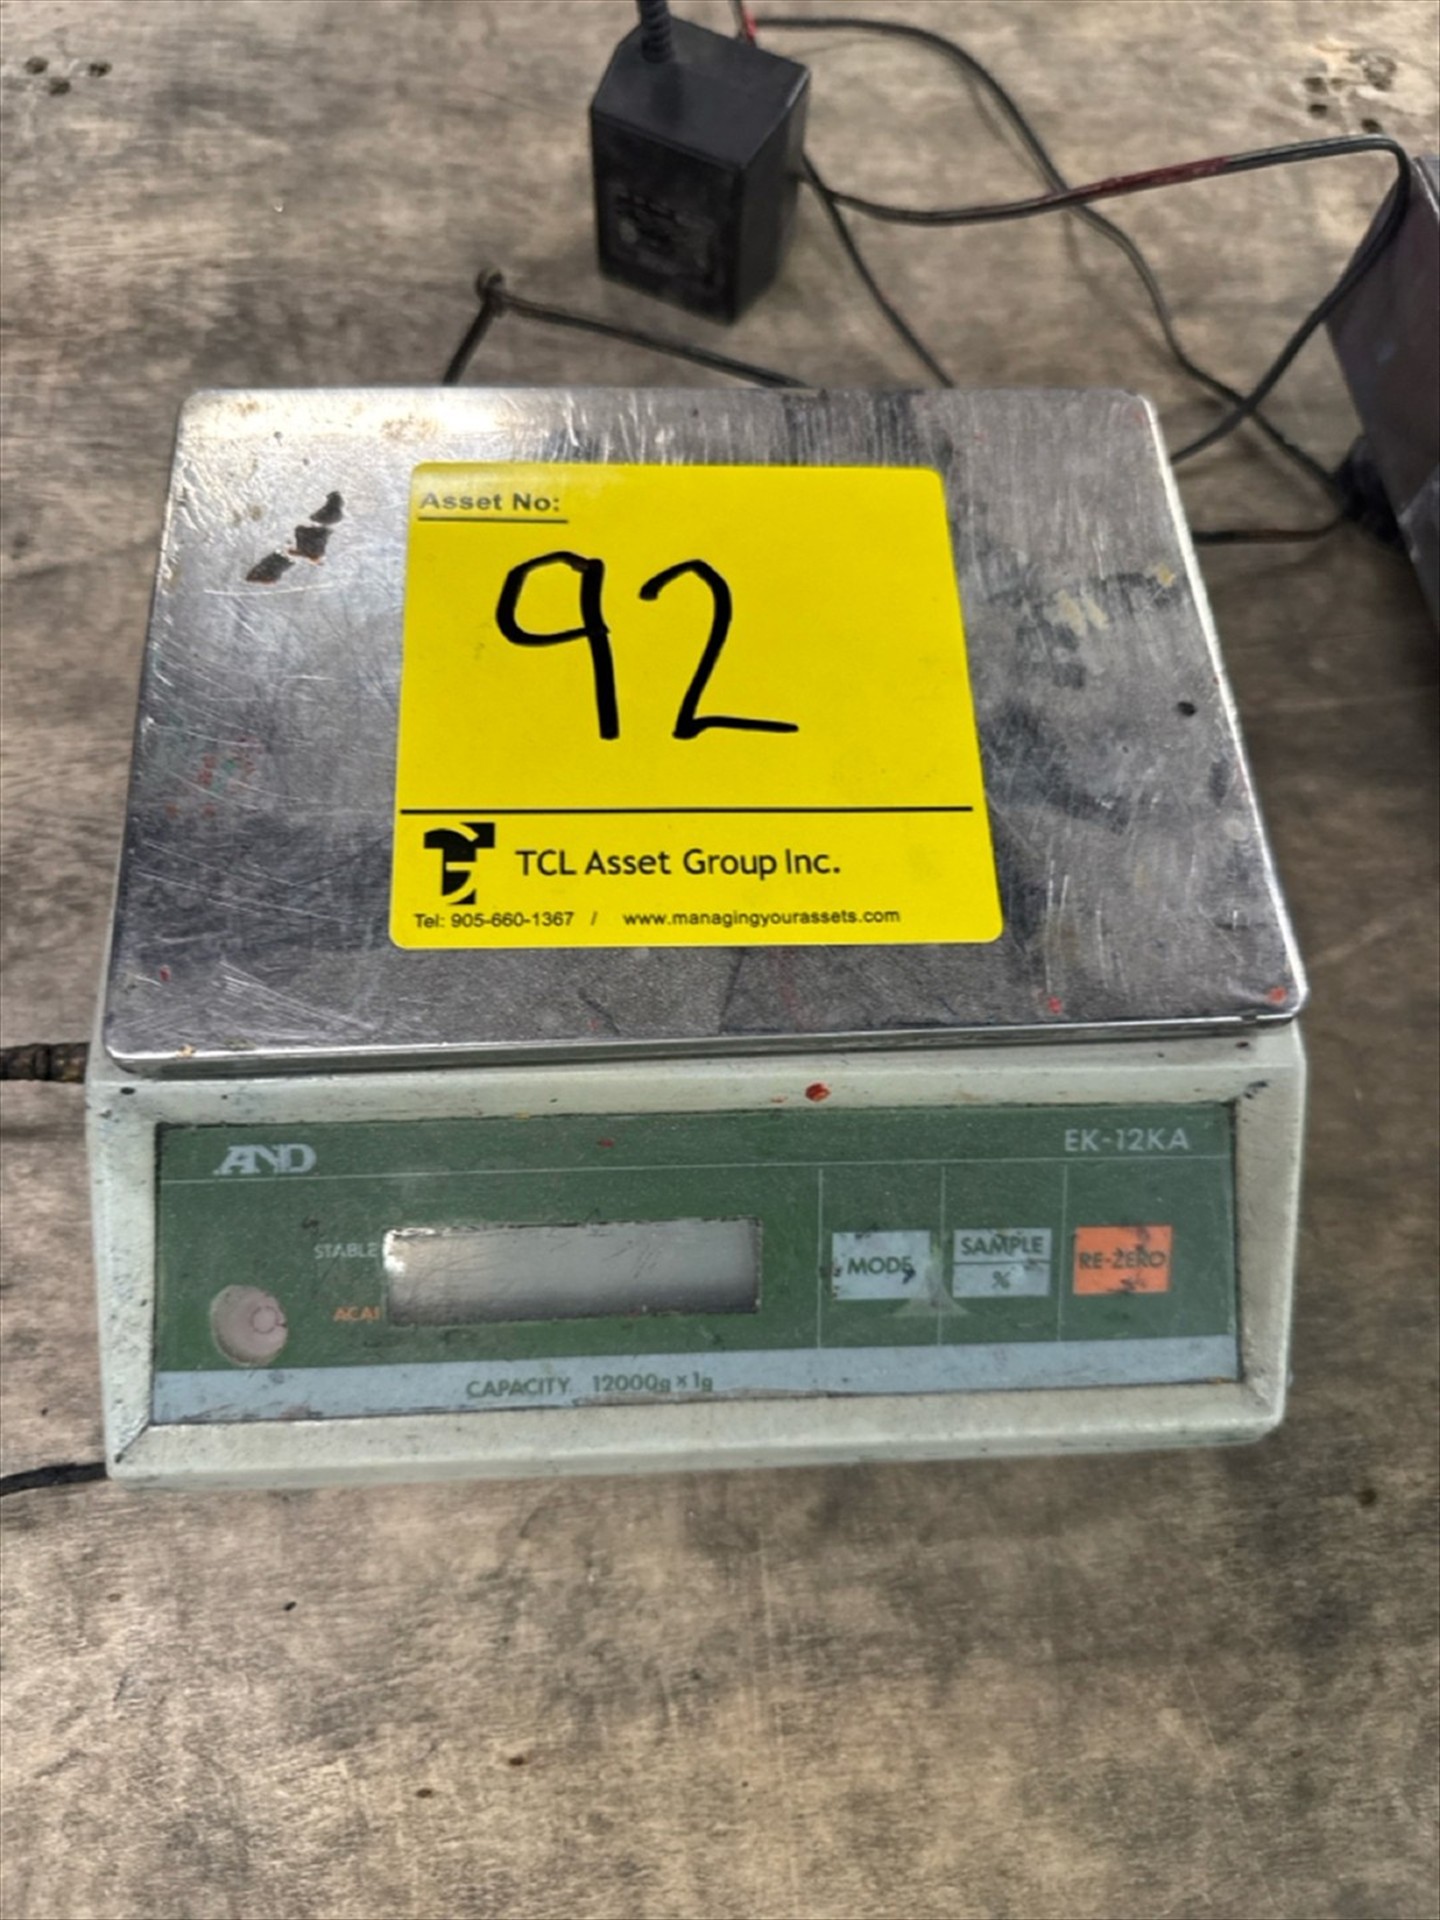 Asset No:
92
TCL Asset Group Inc.
Tel: 905-660-1367 / www.managingyourassets.com
AND
EK-12KA
STABLE
MODE
SAMPLE
%
RE-ZERO
ACAI
CAPACITY 12000g × 1g